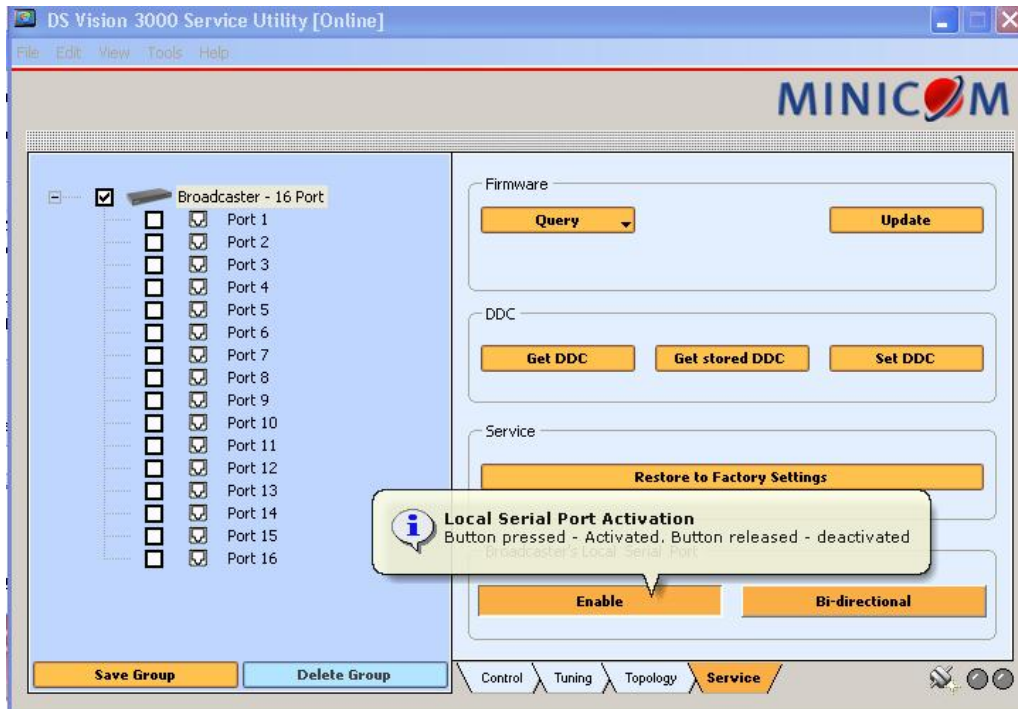 DS Vision 3000 Service Utility [Online]
File Edit View Tools Help
MINICOM
Broadcaster - 16 Port
Port 1
Port 2
Port 3
Port 4
Port 5
Port 6
Port 7
Port 8
Port 9
Port 10
Port 11
Port 12
Port 13
Port 14
Port 15
Port 16
Save Group Delete Group
Firmware
Query Update
DDC
Get DDC Get stored DDC Set DDC
Service
Restore to Factory Settings
Local Serial Port Activation
Button pressed - Activated. Button released - deactivated
Broadcaster's Local Serial Port
Enable Bi-directional
Control Tuning Topology Service